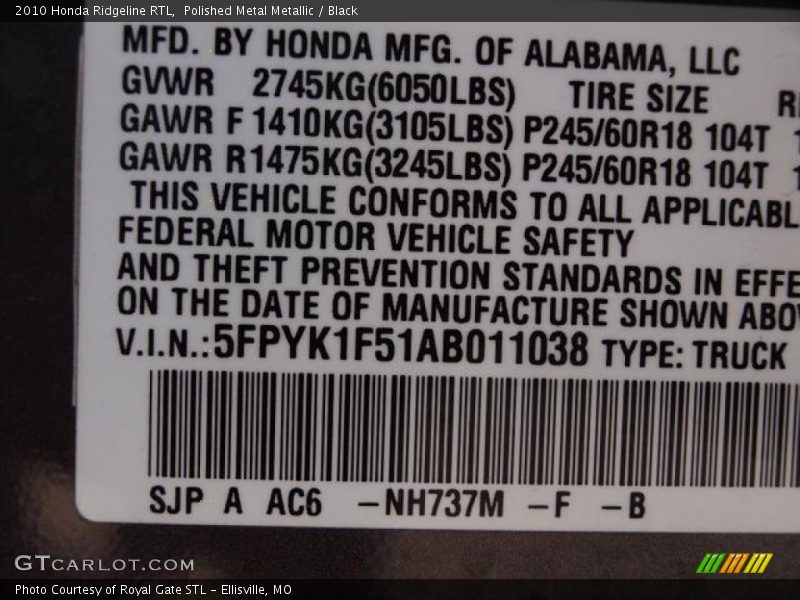 2010 Honda Ridgeline RTL,  Polished Metal Metallic / Black
MFD. BY HONDA MFG. OF ALABAMA, LLC
GVWR 2745KG(6050LBS) TIRE SIZE
GAWR F 1410KG(3105LBS) P245/60R18 104T
GAWR R 1475KG(3245LBS) P245/60R18 104T
THIS VEHICLE CONFORMS TO ALL APPLICABL
FEDERAL MOTOR VEHICLE SAFETY
AND THEFT PREVENTION STANDARDS IN EFFE
ON THE DATE OF MANUFACTURE SHOWN ABO
V.I.N.:5FPYK1F51AB011038 TYPE: TRUCK
SJP A AC6 -NH737M -F -B
GTCARLOT.COM
Photo Courtesy of Royal Gate STL - Ellisville, MO